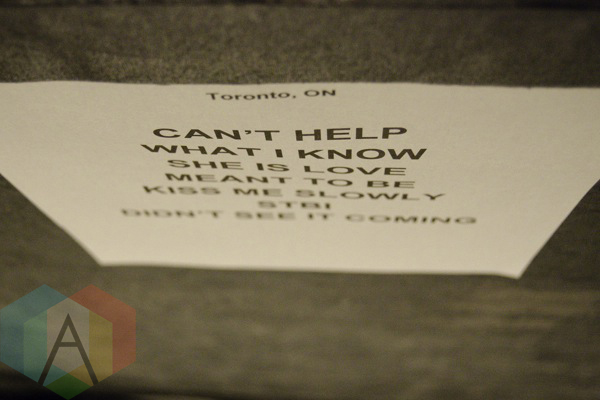 Toronto, ON
CAN'T HELP
WHAT I KNOW
SHE IS LOVE
MEANT TO BE
KISS ME SLOWLY
STBI
DIDN'T SEE IT COMING
A